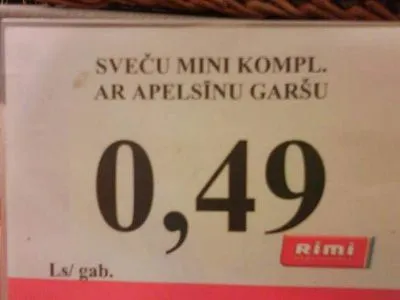 SVEČU MINI KOMPL.
AR APELSĪNU GARŠU
0,49
Rimi
Ls/ gab.